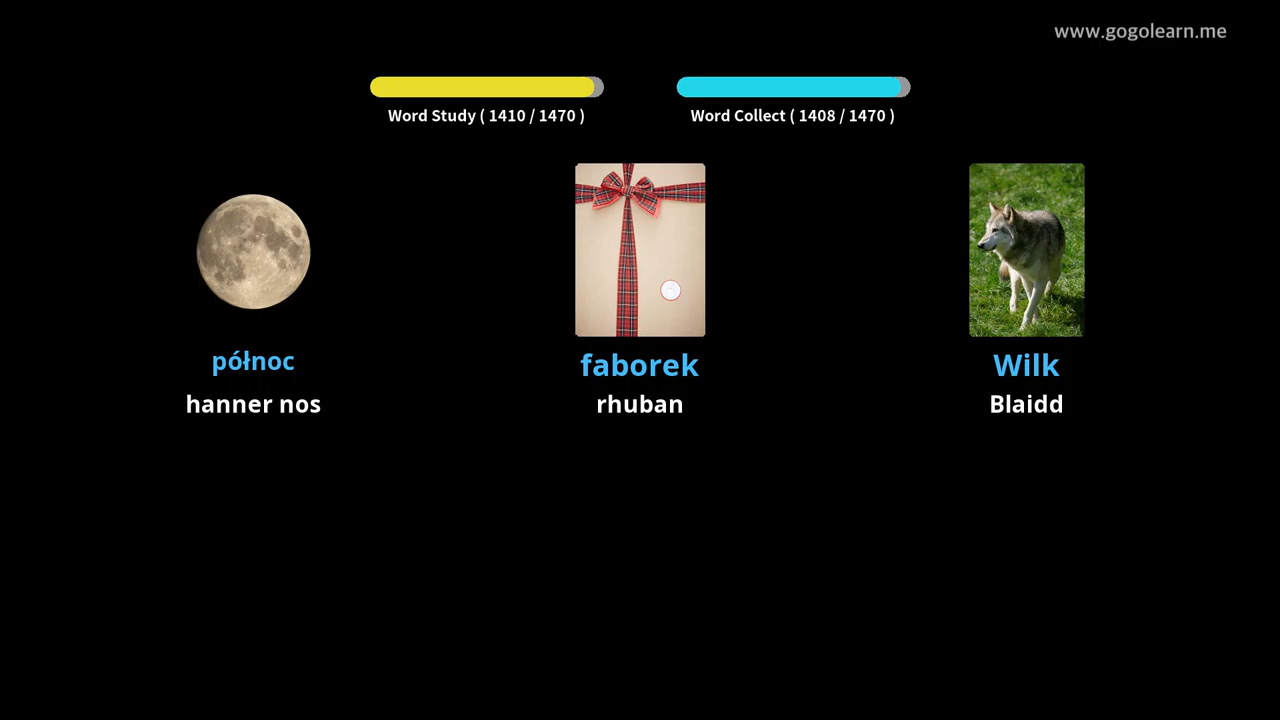 www.gogolearn.me
Word Study ( 1410 / 1470 )
Word Collect ( 1408 / 1470 )
północ
faborek
Wilk
hanner nos
rhuban
Blaidd